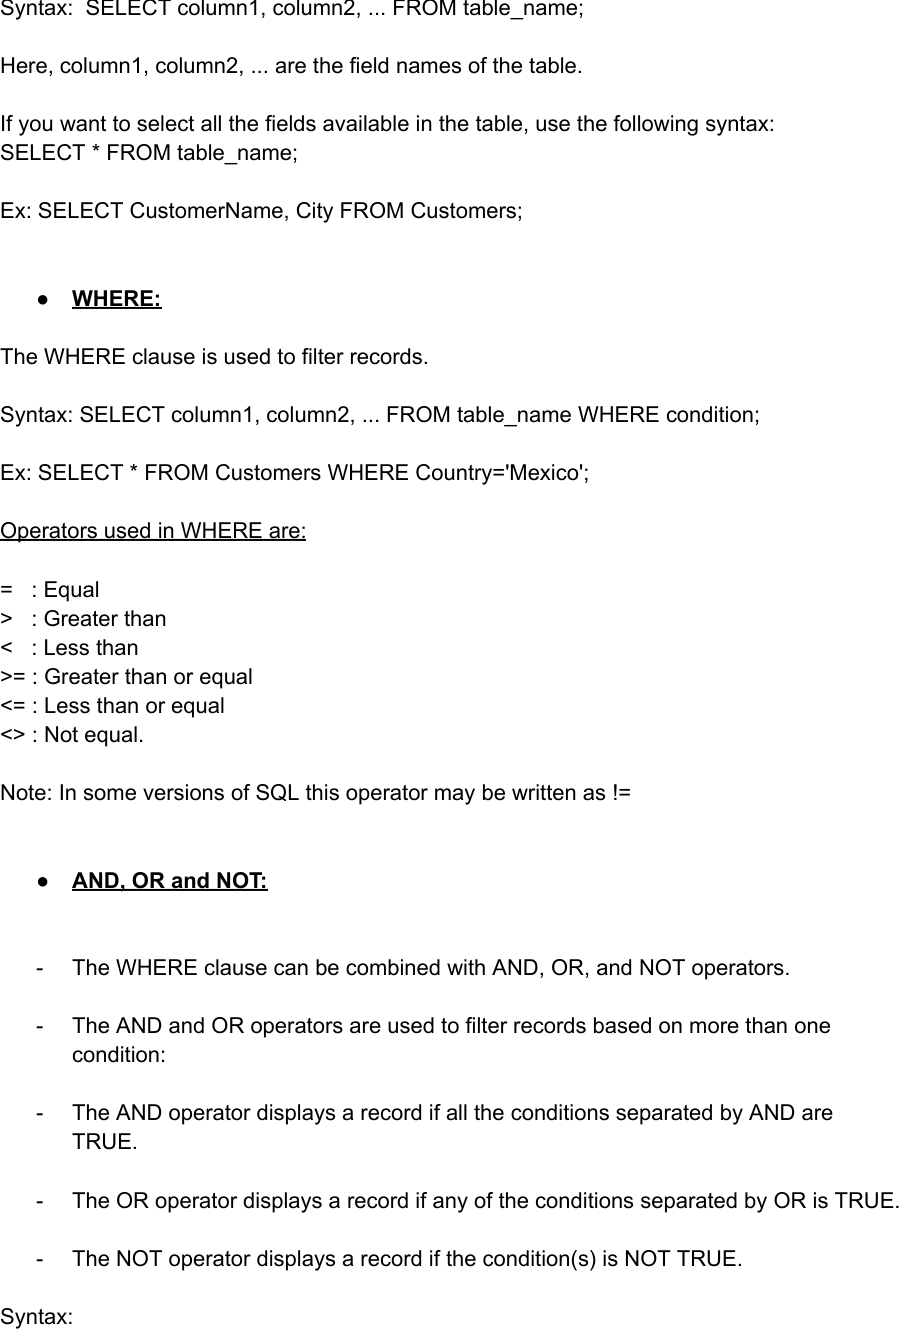 Syntax:  SELECT column1, column2, ... FROM table_name;
Here, column1, column2, ... are the field names of the table.
If you want to select all the fields available in the table, use the following syntax:
SELECT * FROM table_name;
Ex: SELECT CustomerName, City FROM Customers;
● WHERE:
The WHERE clause is used to filter records.
Syntax: SELECT column1, column2, ... FROM table_name WHERE condition;
Ex: SELECT * FROM Customers WHERE Country='Mexico';
Operators used in WHERE are:
=   : Equal
>   : Greater than
<   : Less than
>= : Greater than or equal
<= : Less than or equal
<> : Not equal.
Note: In some versions of SQL this operator may be written as !=
● AND, OR and NOT:
- The WHERE clause can be combined with AND, OR, and NOT operators.
- The AND and OR operators are used to filter records based on more than one
condition:
- The AND operator displays a record if all the conditions separated by AND are
TRUE.
- The OR operator displays a record if any of the conditions separated by OR is TRUE.
- The NOT operator displays a record if the condition(s) is NOT TRUE.
Syntax: